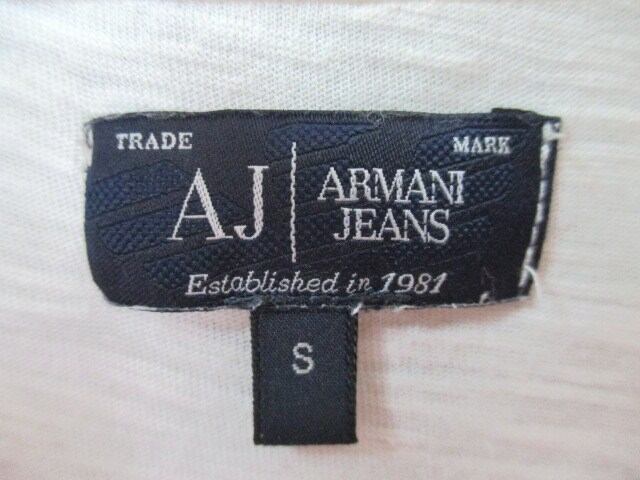 TRADE MARK
AJ ARMANI
JEANS
Established in 1981
S